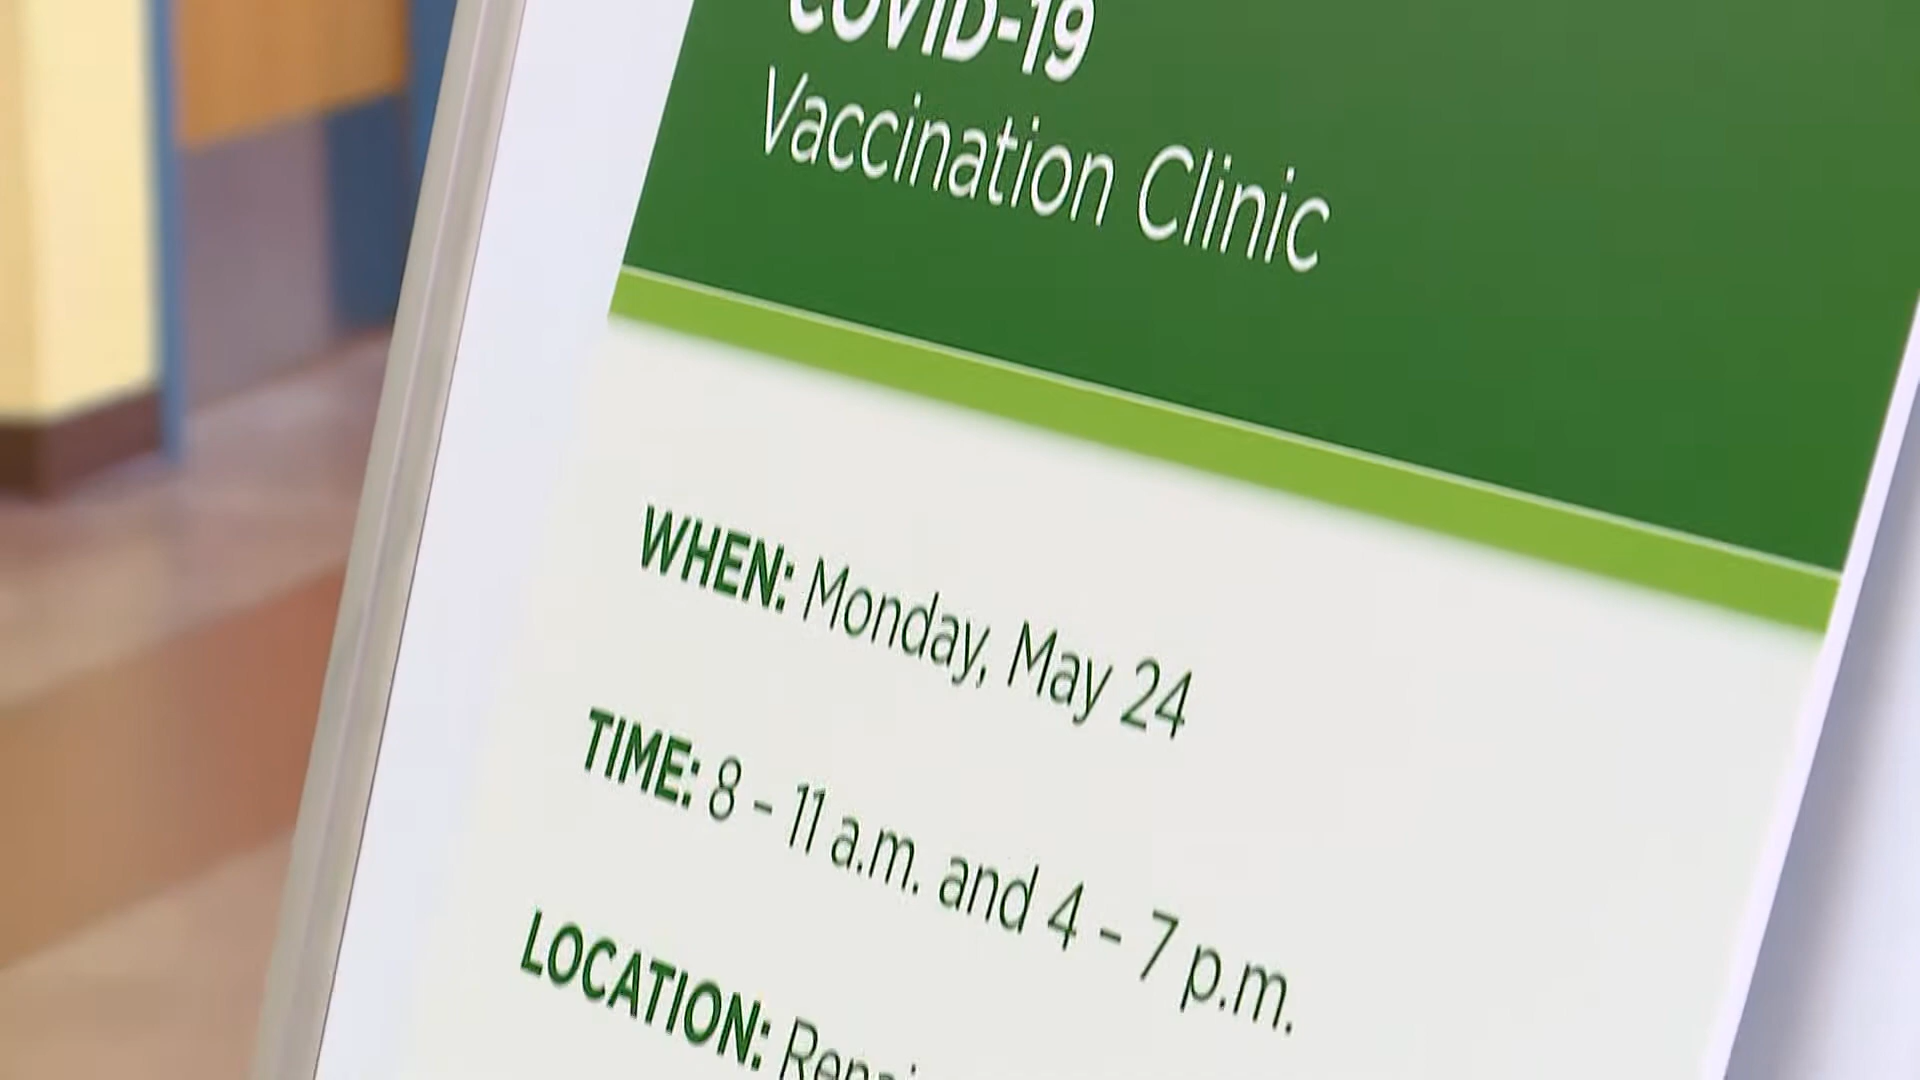 COVID-19
Vaccination Clinic
WHEN: Monday, May 24
TIME: 8 – 11 a.m. and 4 – 7 p.m.
LOCATION: